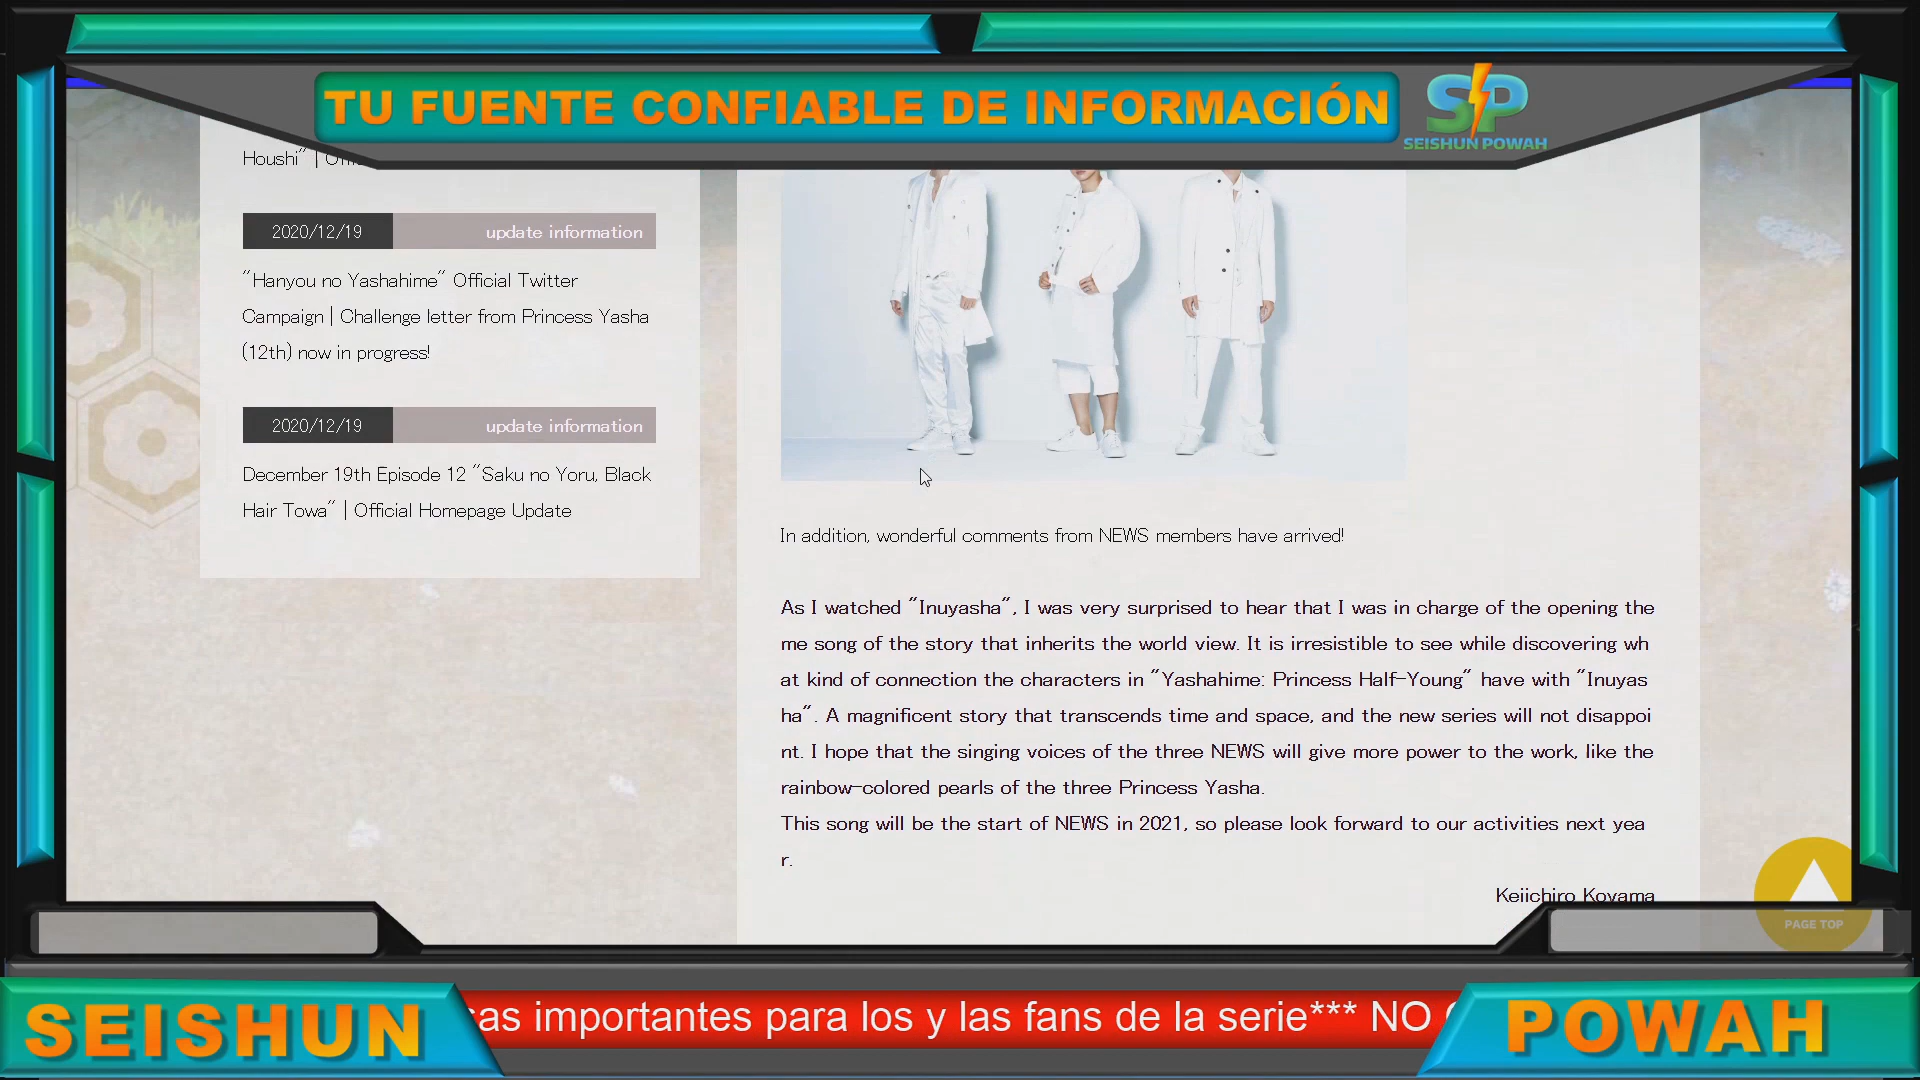 TU FUENTE CONFIABLE DE INFORMACIÓN
SP
SEISHUN POWAH
Houshi" |
2020/12/19 update information
"Hanyou no Yashahime" Official Twitter
Campaign | Challenge letter from Princess Yasha
(12th) now in progress!
2020/12/19 update information
December 19th Episode 12 "Saku no Yoru, Black
Hair Towa" | Official Homepage Update
In addition, wonderful comments from NEWS members have arrived!
As I watched "Inuyasha", I was very surprised to hear that I was in charge of the opening the
me song of the story that inherits the world view. It is irresistible to see while discovering wh
at kind of connection the characters in "Yashahime: Princess Half-Young" have with "Inuyas
ha". A magnificent story that transcends time and space, and the new series will not disappoi
nt. I hope that the singing voices of the three NEWS will give more power to the work, like the
rainbow-colored pearls of the three Princess Yasha.
This song will be the start of NEWS in 2021, so please look forward to our activities next yea
r.
Keiichiro Koyama
PAGE TOP
SEISHUN
sas importantes para los y las fans de la serie*** NO
POWAH